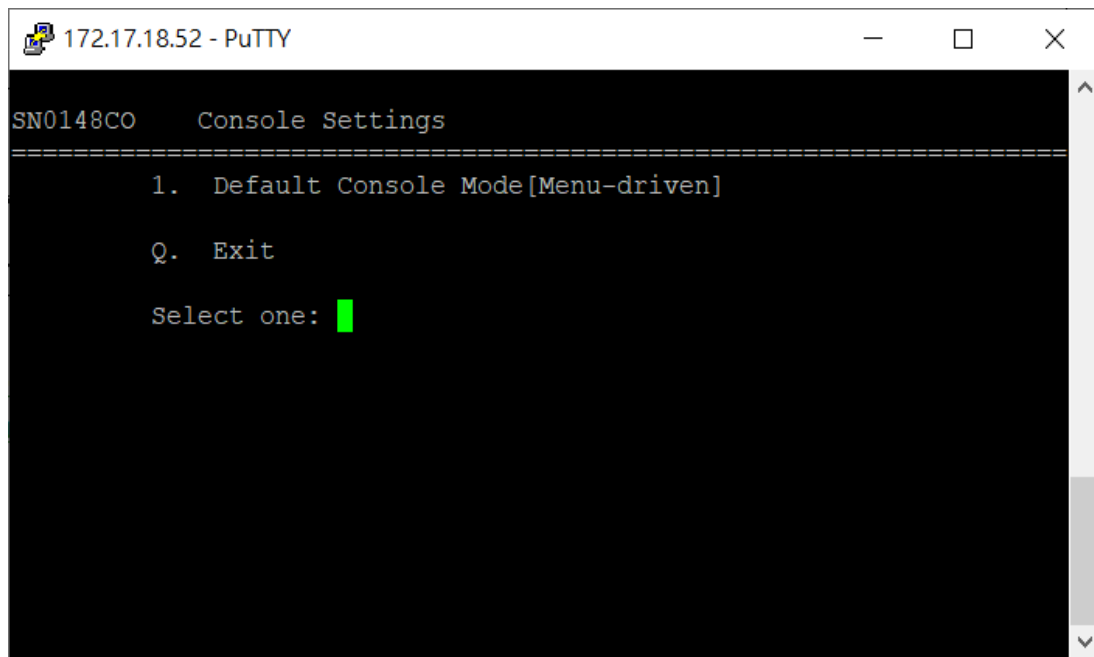 172.17.18.52 - PuTTY
SN0148CO    Console Settings
====================================================================
1.  Default Console Mode[Menu-driven]
Q.  Exit
Select one: